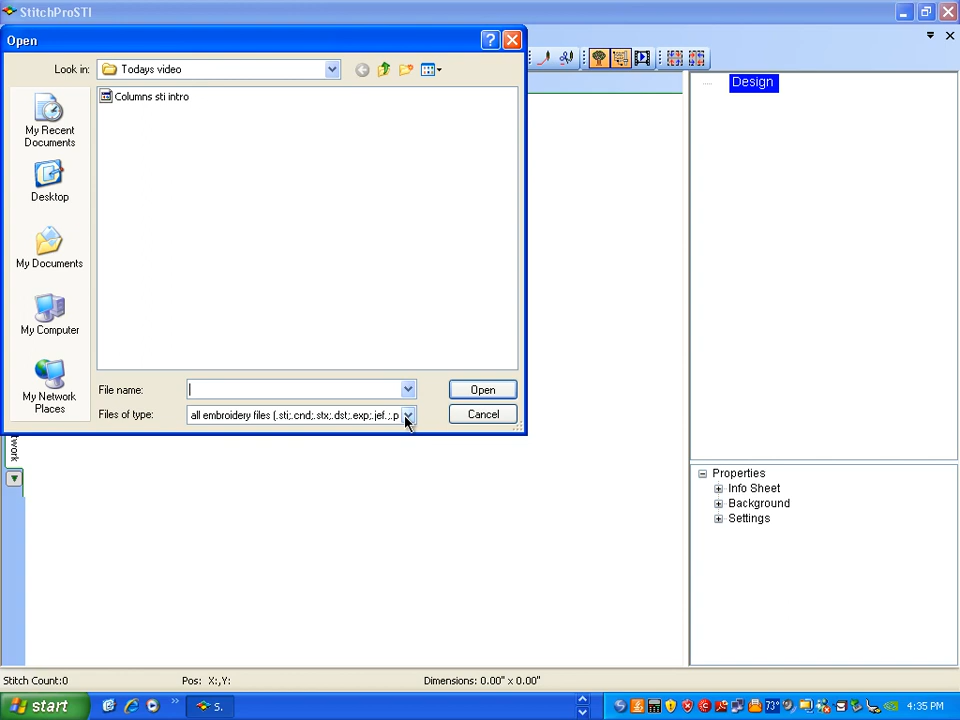 StitchProSTI
Open
Look in: Todays video
Columns sti intro
My Recent
Documents
Desktop
My Documents
My Computer
My Network
Places
File name:
Open
Files of type:
all embroidery files (.sti;.cnd;.stx;.dst;.exp;.jef.;.p
Cancel
Design
Properties
Info Sheet
Background
Settings
Stitch Count:0
Pos: X:,Y:
Dimensions: 0.00" x 0.00"
start
S.
73°
4:35 PM